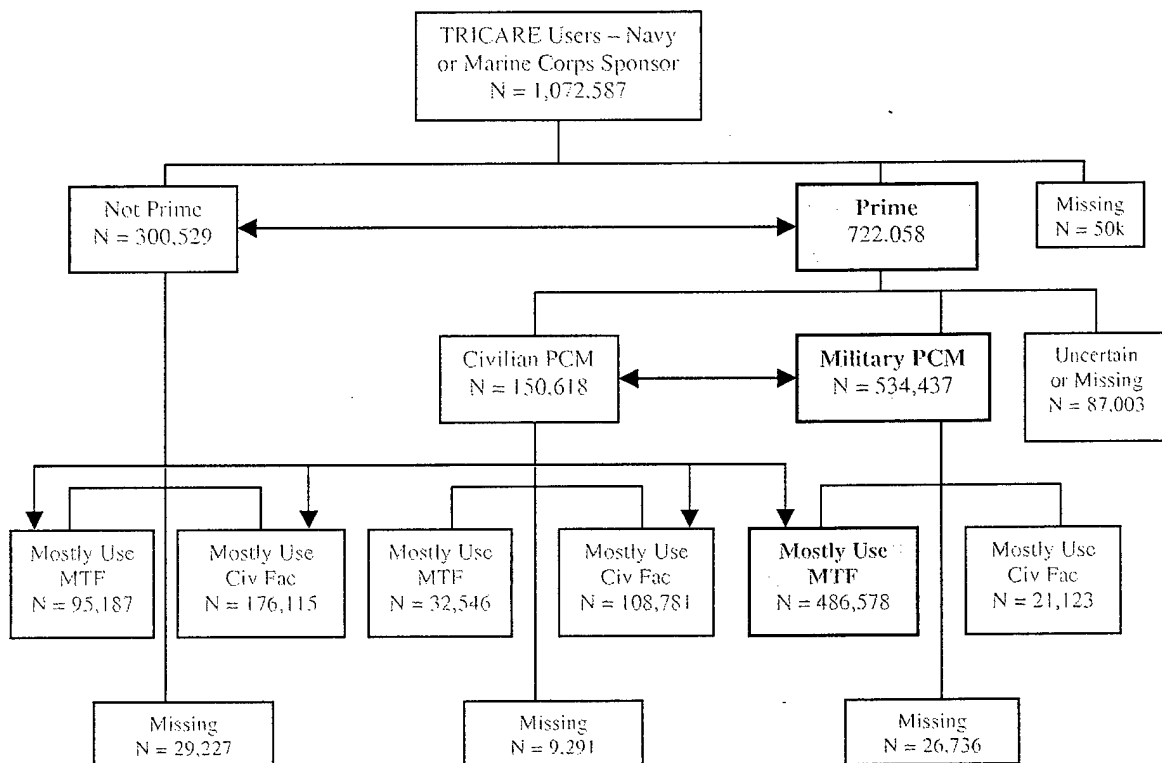 TRICARE Users – Navy
or Marine Corps Sponsor
N = 1,072,587
Not Prime
N = 300,529
Prime
722.058
Missing
N = 50k
Civilian PCM
N = 150,618
Military PCM
N = 534,437
Uncertain
or Missing
N = 87,003
Mostly Use
MTF
N = 95,187
Mostly Use
Civ Fac
N = 176,115
Mostly Use
MTF
N = 32,546
Mostly Use
Civ Fac
N = 108,781
Mostly Use
MTF
N = 486,578
Mostly Use
Civ Fac
N = 21,123
Missing
N = 29,227
Missing
N = 9,291
Missing
N = 26,736